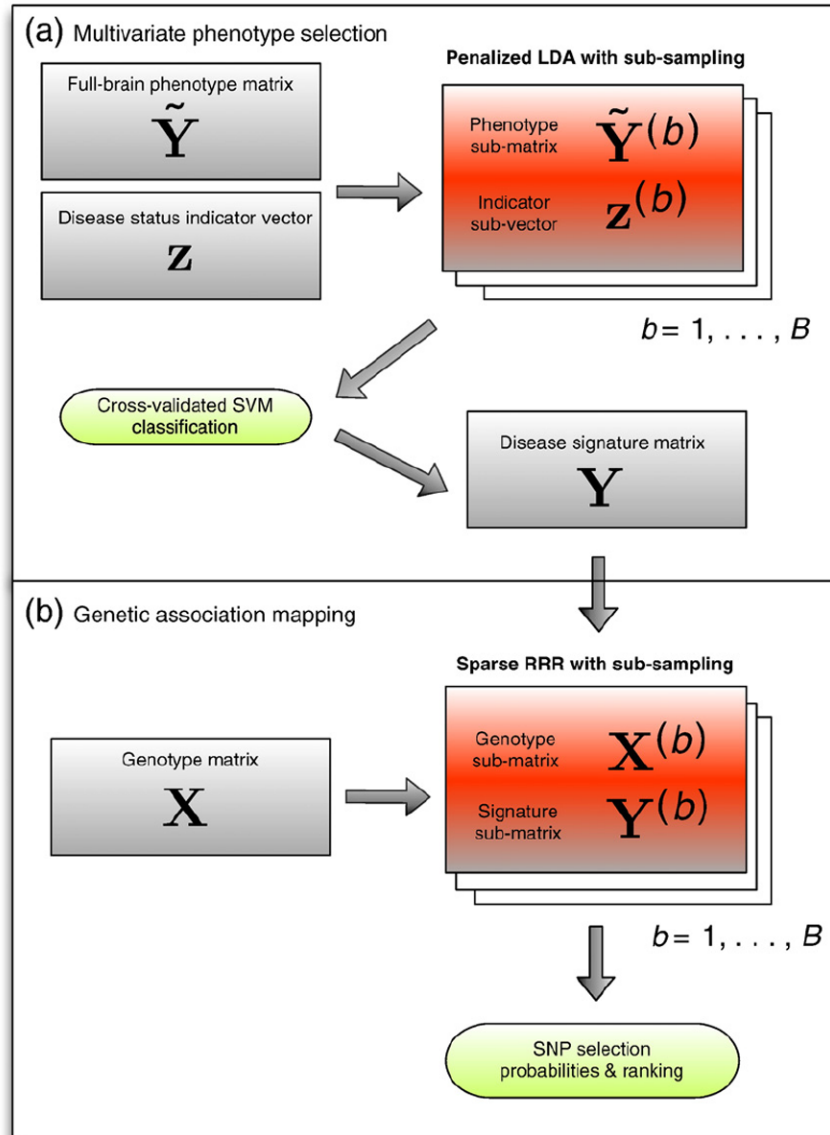 (a) Multivariate phenotype selection
Full-brain phenotype matrix
Ỹ
Disease status indicator vector
z
Penalized LDA with sub-sampling
Phenotype
sub-matrix
Ỹ(b)
Indicator
sub-vector
z(b)
b = 1, . . . , B
Cross-validated SVM
classification
Disease signature matrix
Y
(b) Genetic association mapping
Sparse RRR with sub-sampling
Genotype matrix
X
Genotype
sub-matrix
X(b)
Signature
sub-matrix
Y(b)
b = 1, . . . , B
SNP selection
probabilities & ranking